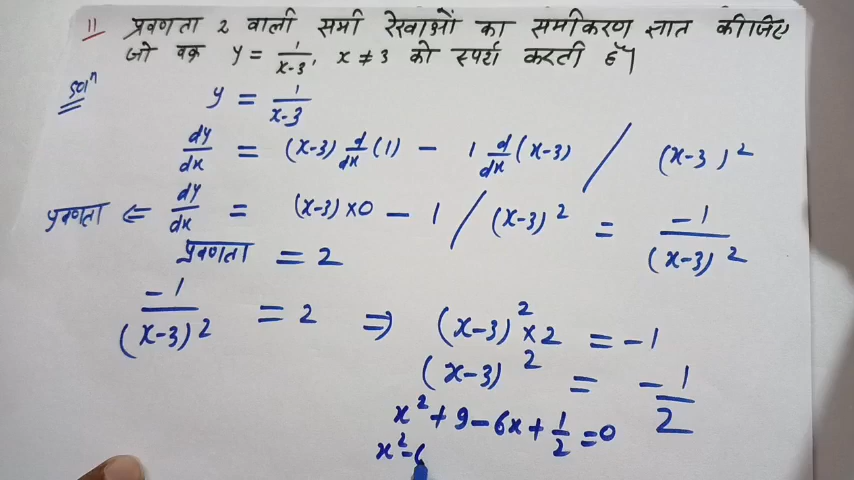 11 प्रवणता 2 वाली सभी रेखाओं का समीकरण ज्ञात कीजिए
जो वक्र y = 1/(x-3), x ≠ 3 को स्पर्श करती है।
Solⁿ y = 1/(x-3)
dy/dx = (x-3) d/dx (1) - 1 d/dx (x-3) / (x-3)²
प्रवणता ⇐ dy/dx = (x-3)×0 - 1 / (x-3)² = -1/(x-3)²
प्रवणता = 2
-1/(x-3)² = 2 ⇒ (x-3)² × 2 = -1
(x-3)² = -1/2
x² + 9 - 6x + 1/2 = 0
x² - 6